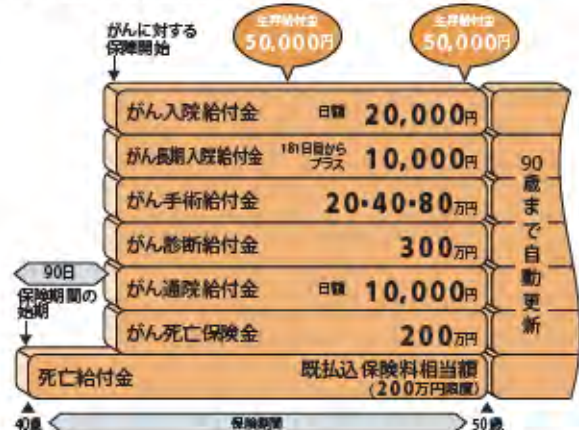 生存給付金
50,000円
生存給付金
50,000円
がんに対する
保障開始
がん入院給付金 日額 20,000円
がん長期入院給付金 181日目から
プラス 10,000円
がん手術給付金 20・40・80万円
がん診断給付金 300万円
がん通院給付金 日額 10,000円
がん死亡保険金 200万円
死亡給付金 既払込保険料相当額
(200万円限度)
90歳まで自動更新
90日
保険期間の
始期
40歳
保険期間
50歳